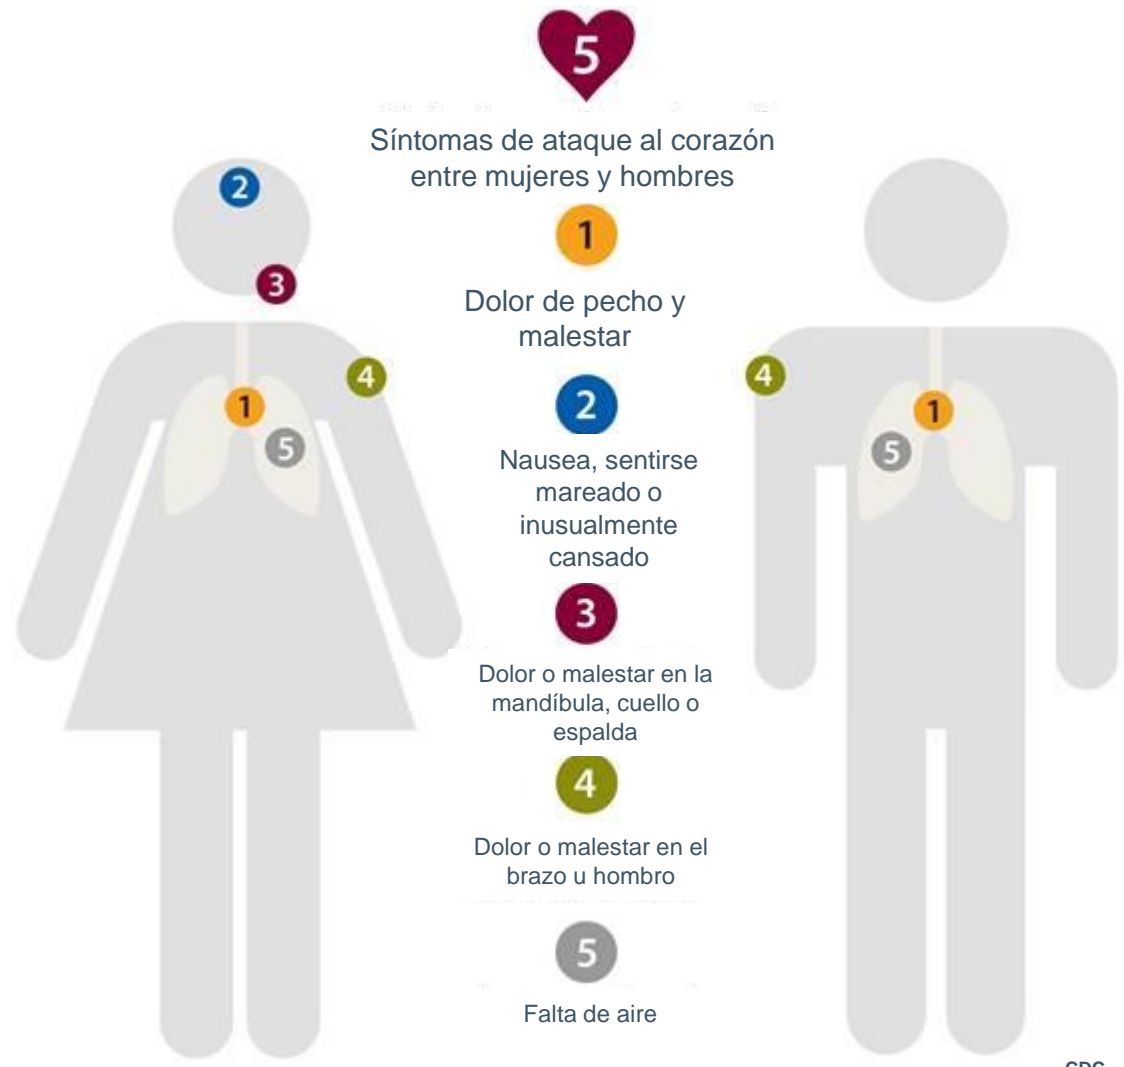 5
Síntomas de ataque al corazón
entre mujeres y hombres
1
Dolor de pecho y
malestar
2
Nausea, sentirse
mareado o
inusualmente
cansado
3
Dolor o malestar en la
mandíbula, cuello o
espalda
4
Dolor o malestar en el
brazo u hombro
5
Falta de aire
2
3
4
1
5
4
1
5
CDC